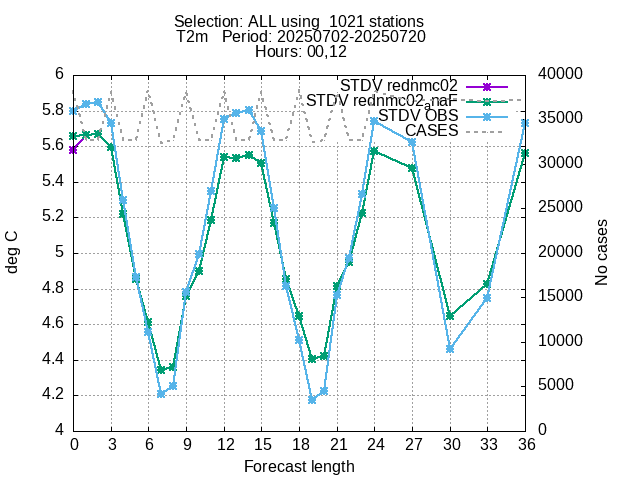 Selection: ALL using  1021 stations
T2m   Period: 20250702-20250720
Hours: 00,12
STDV rednmc02
STDV rednmc02_anaF
STDV OBS
CASES
6
5.8
5.6
5.4
5.2
5
4.8
4.6
4.4
4.2
4
40000
35000
30000
25000
20000
15000
10000
5000
0
deg C
No cases
0 3 6 9 12 15 18 21 24 27 30 33 36
Forecast length